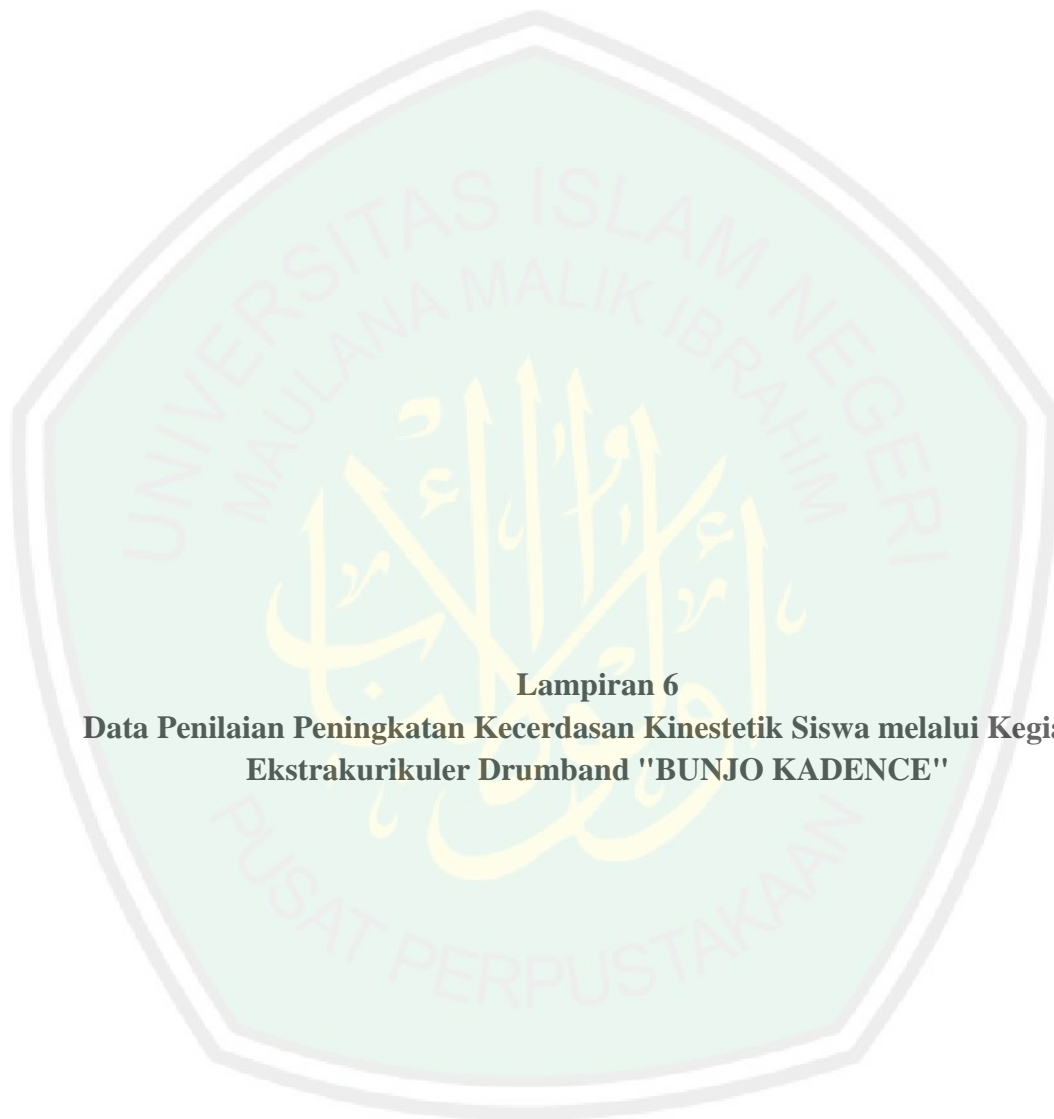 UNIVERSITAS ISLAM NEGERI
MAULANA MALIK IBRAHIM
Lampiran 6
Data Penilaian Peningkatan Kecerdasan Kinestetik Siswa melalui Kegia
Ekstrakurikuler Drumband "BUNJO KADENCE"
PUSAT PERPUSTAKAAN